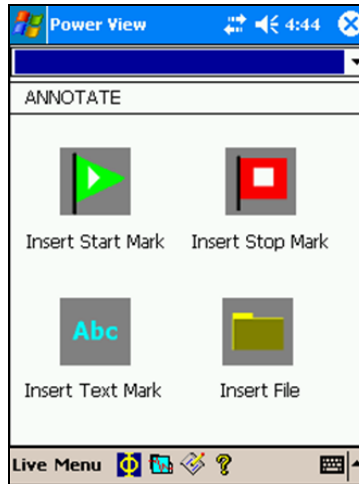 Power View 4:44
ANNOTATE
Insert Start Mark Insert Stop Mark
Abc
Insert Text Mark Insert File
Live Menu Φ ?